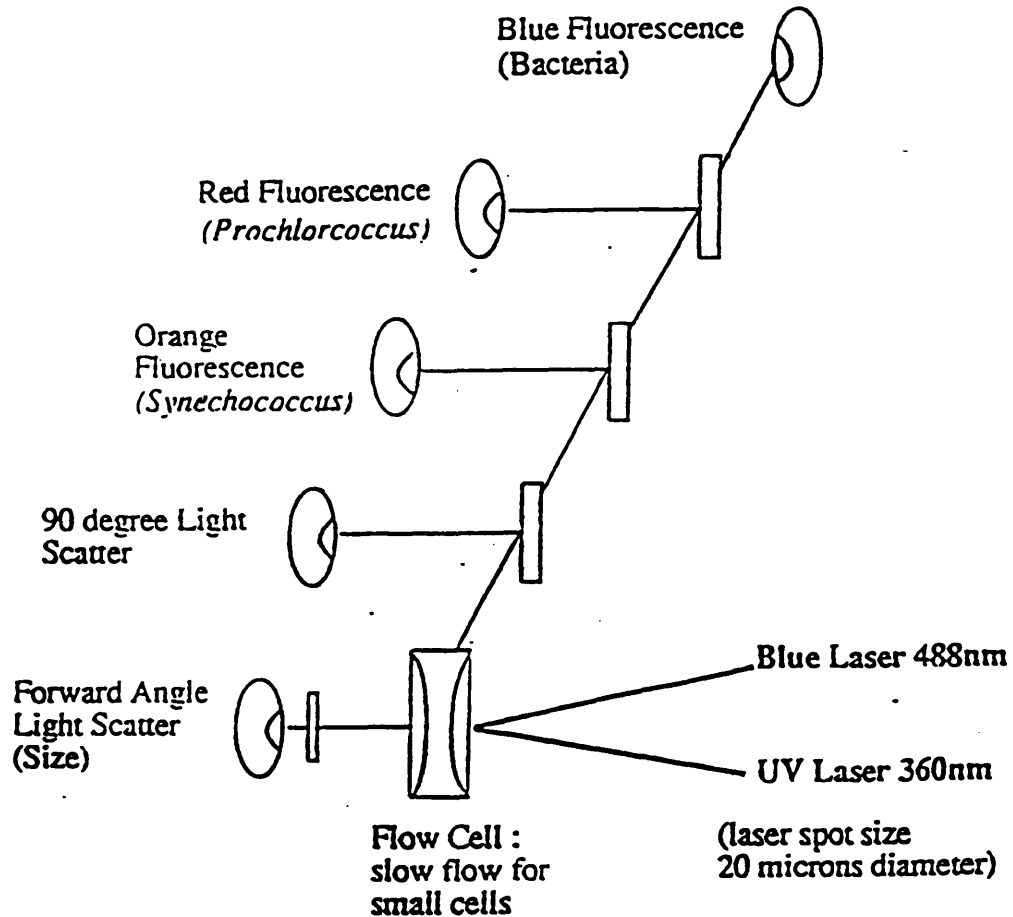 Blue Fluorescence
(Bacteria)
Red Fluorescence
(Prochlorcoccus)
Orange
Fluorescence
(Synechococcus)
90 degree Light
Scatter
Forward Angle
Light Scatter
(Size)
Blue Laser 488nm
UV Laser 360nm
Flow Cell :
slow flow for
small cells
(laser spot size
20 microns diameter)